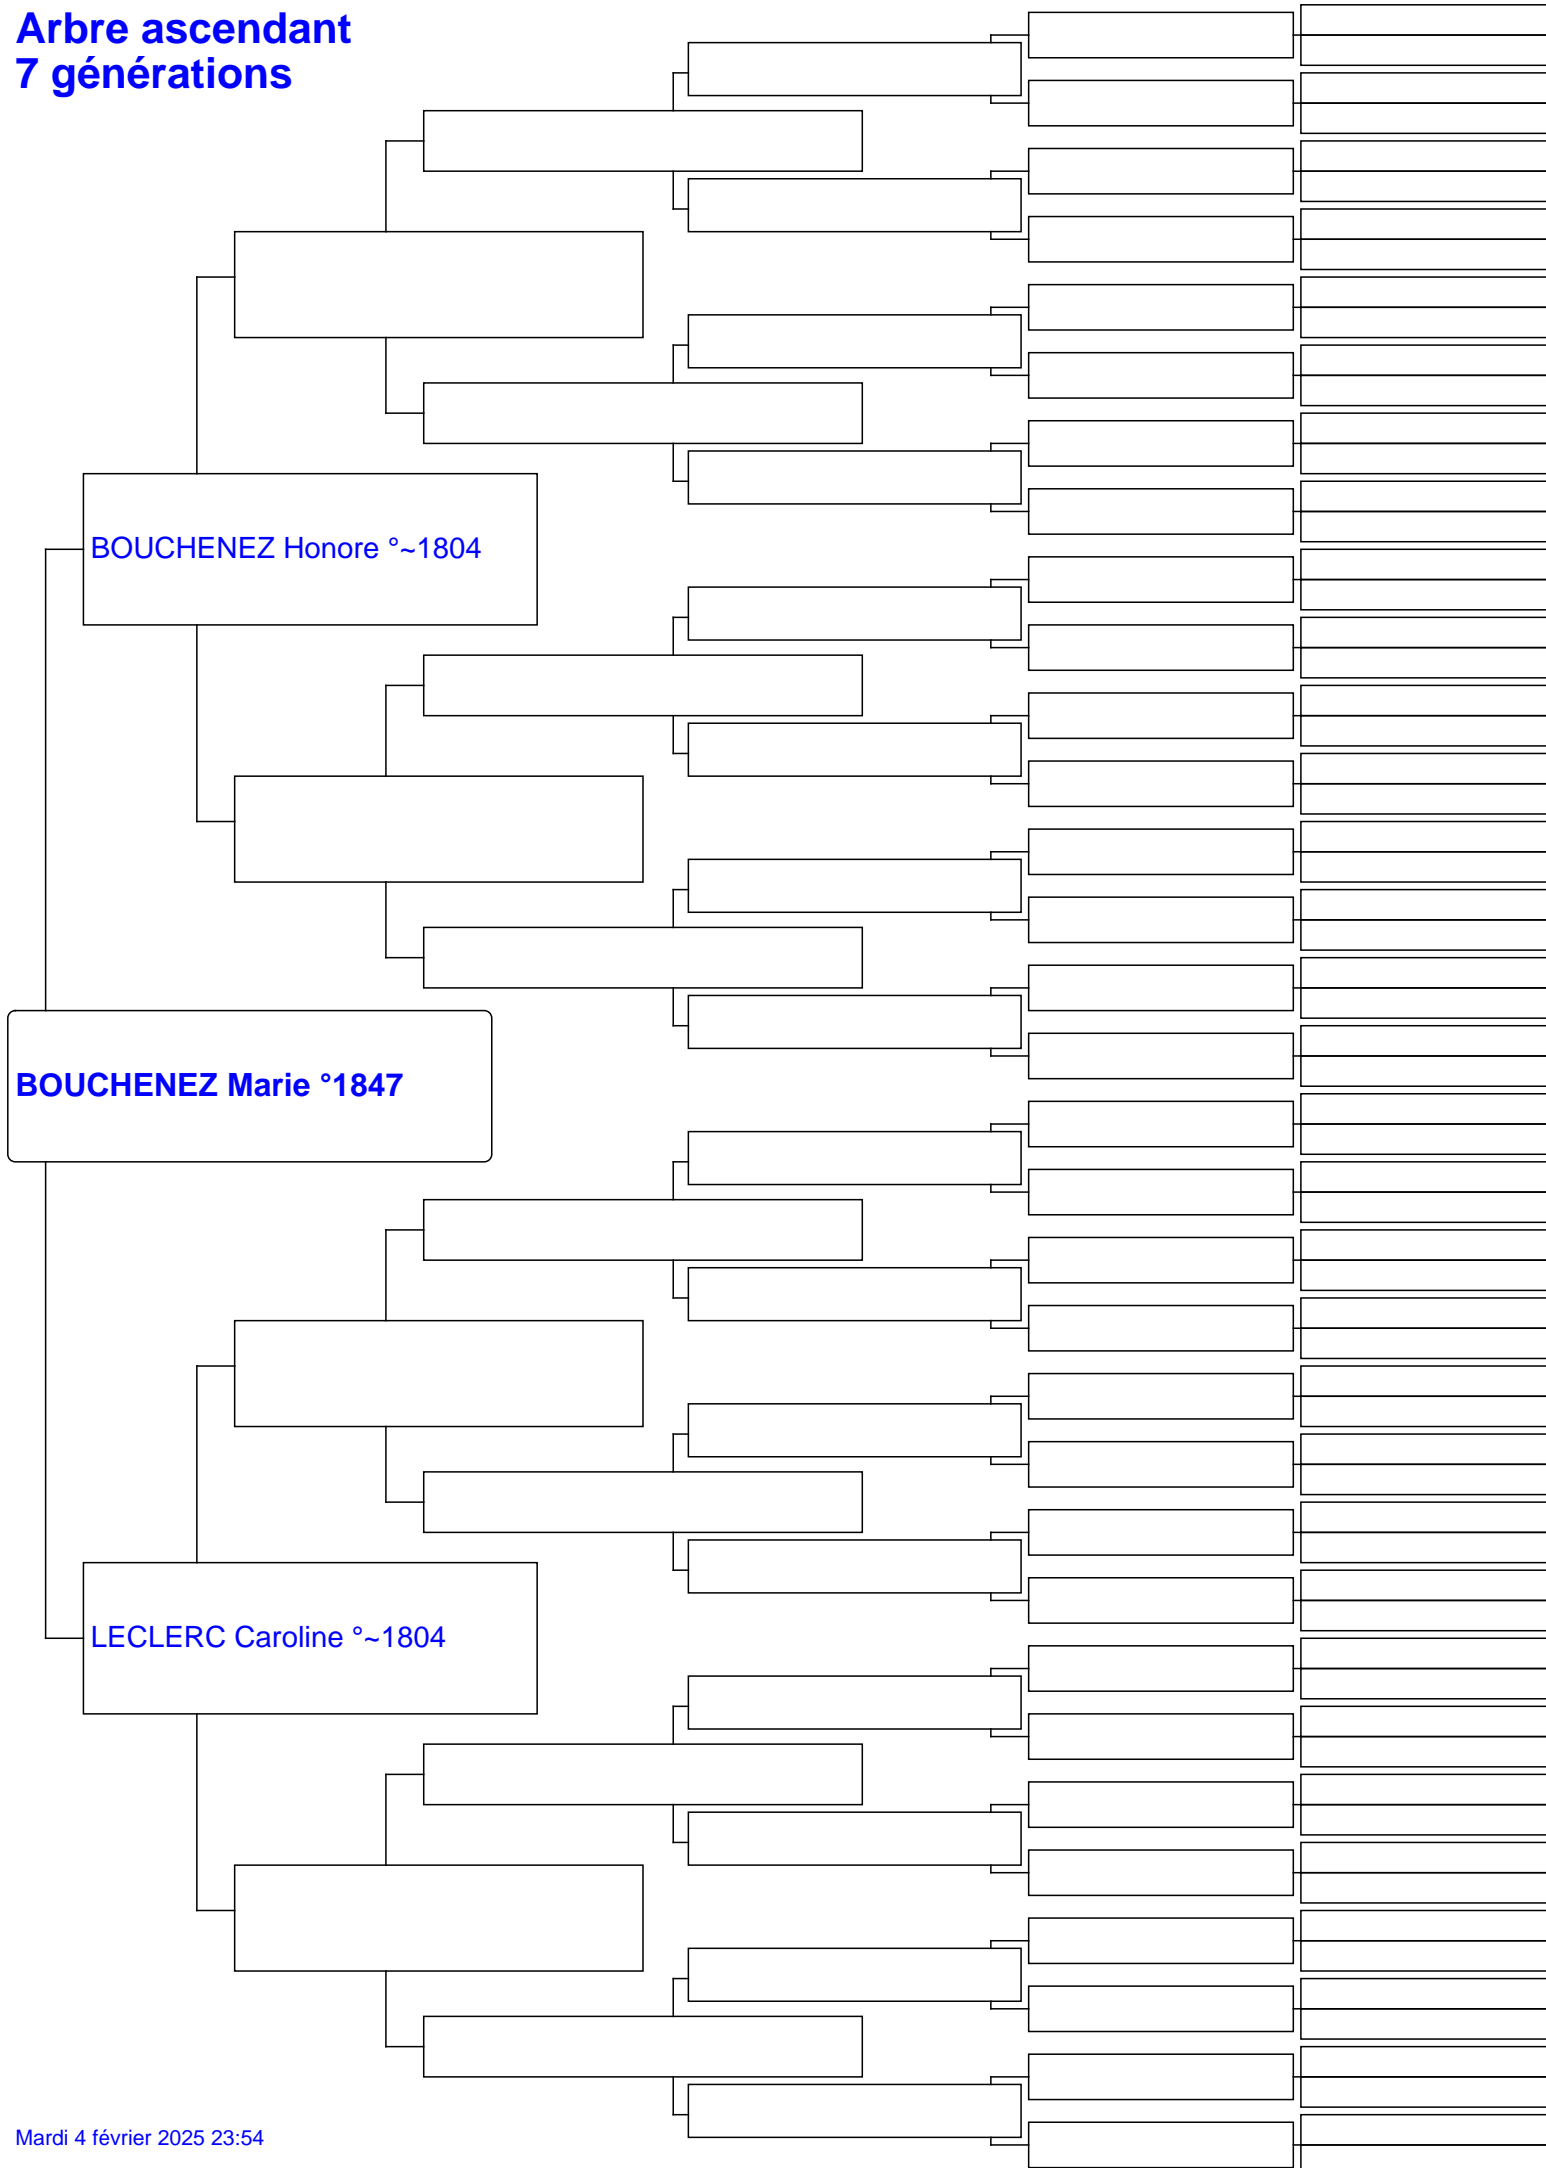 Arbre ascendant
7 générations
BOUCHENEZ Honore °~1804
BOUCHENEZ Marie °1847
LECLERC Caroline °~1804
Mardi 4 février 2025 23:54